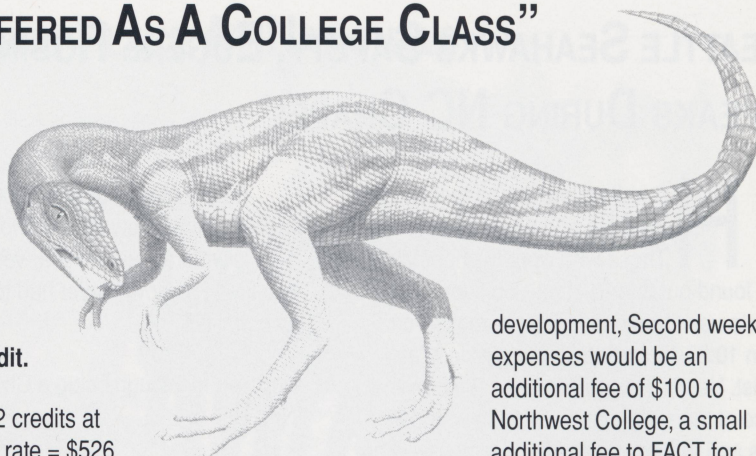 FERED AS A COLLEGE CLASS”
dit.
2 credits at
rate = $526
development, Second week
expenses would be an
additional fee of $100 to
Northwest College, a small
additional fee to FACT for